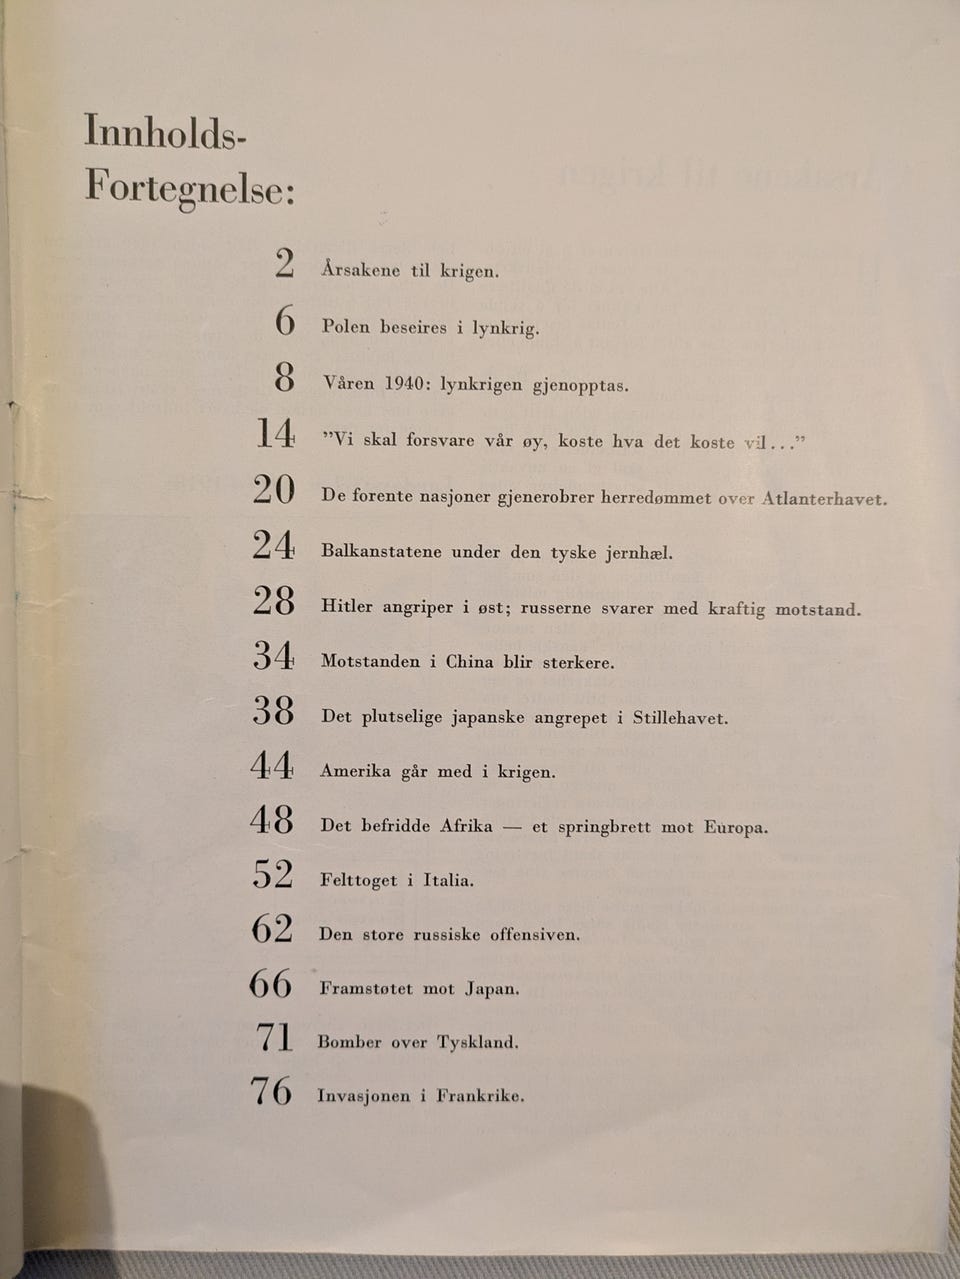 Innholds-
Fortegnelse:
2 Årsakene til krigen.
6 Polen beseires i lynkrig.
8 Våren 1940: lynkrigen gjenopptas.
14 ”Vi skal forsvare vår øy, koste hva det koste vil...”
20 De forente nasjoner gjenerobrer herredømmet over Atlanterhavet.
24 Balkanstatene under den tyske jernhæl.
28 Hitler angriper i øst; russerne svarer med kraftig motstand.
34 Motstanden i China blir sterkere.
38 Det plutselige japanske angrepet i Stillehavet.
44 Amerika går med i krigen.
48 Det befridde Afrika — et springbrett mot Europa.
52 Felttoget i Italia.
62 Den store russiske offensiven.
66 Framstøtet mot Japan.
71 Bomber over Tyskland.
76 Invasjonen i Frankrike.